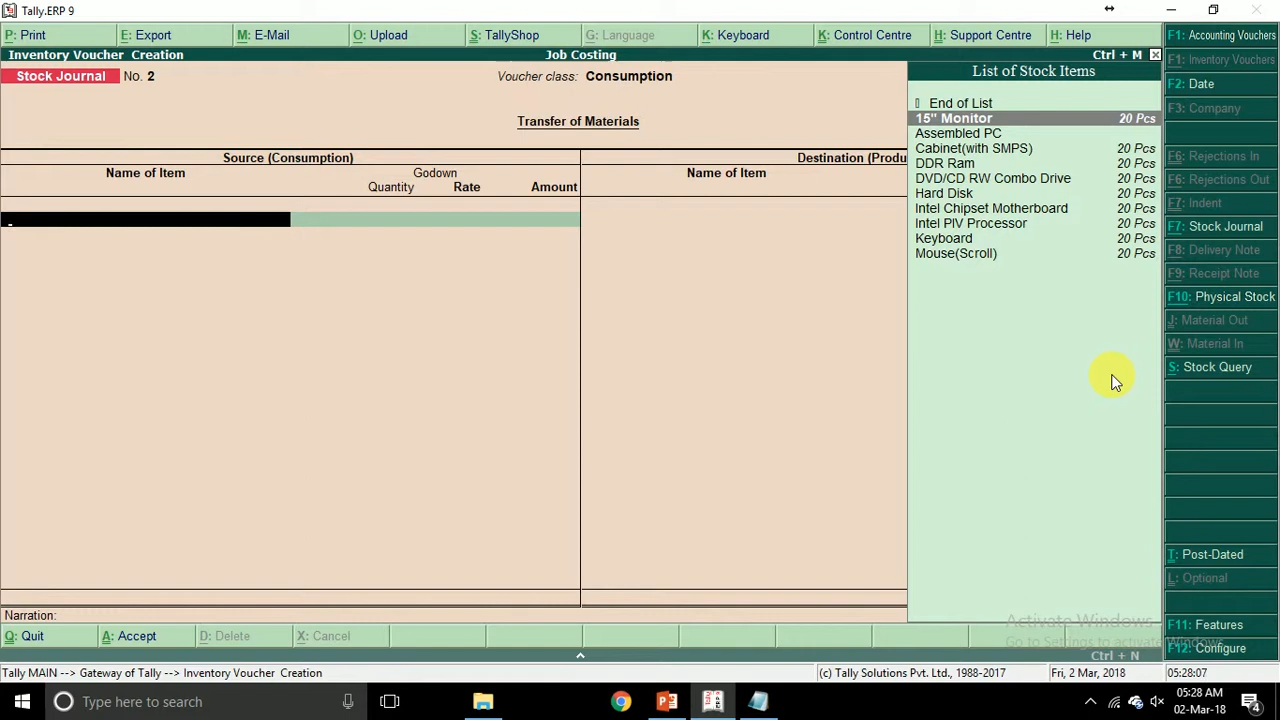 Tally.ERP 9
P: Print E: Export M: E-Mail O: Upload S: TallyShop G: Language K: Keyboard K: Control Centre H: Support Centre H: Help
F1: Accounting Vouchers
Inventory Voucher Creation Job Costing Ctrl + M
F1: Inventory Vouchers
Stock Journal No. 2 Voucher class: Consumption List of Stock Items
F2: Date
End of List
F3: Company
Transfer of Materials 15" Monitor 20 Pcs
Assembled PC
Source (Consumption) Destination (Produ Cabinet(with SMPS) 20 Pcs
F6: Rejections In
Name of Item Godown Name of Item DDR Ram 20 Pcs
Quantity Rate Amount DVD/CD RW Combo Drive 20 Pcs
F6: Rejections Out
Hard Disk 20 Pcs
F7: Indent
Intel Chipset Motherboard 20 Pcs
Intel PIV Processor 20 Pcs
F7: Stock Journal
Keyboard 20 Pcs
F8: Delivery Note
Mouse(Scroll) 20 Pcs
F9: Receipt Note
F10: Physical Stock
J: Material Out
W: Material In
S: Stock Query
T: Post-Dated
L: Optional
Narration:
Activate Windows
F11: Features
Q: Quit A: Accept D: Delete X: Cancel
Go to Settings to activate Windows.
F12: Configure
Ctrl + N
Tally MAIN --> Gateway of Tally --> Inventory Voucher Creation (c) Tally Solutions Pvt. Ltd., 1988-2017 Fri, 2 Mar, 2018 05:28:07
Type here to search
05:28 AM
02-Mar-18
4